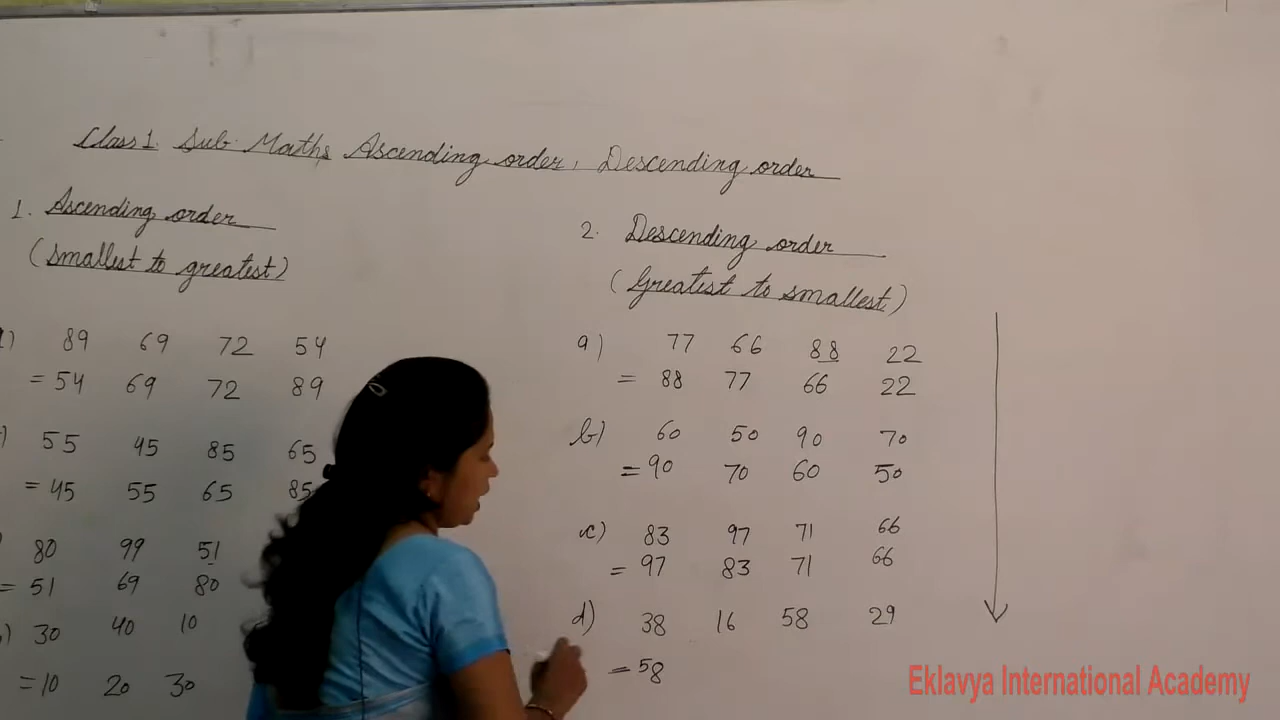 Class 1. Sub. Maths Ascending order, Descending order
1. Ascending order
(Smallest to greatest)
) 89 69 72 54
= 54 69 72 89
) 55 45 85 65
= 45 55 65 85
80 99 51
= 51 69 80
) 30 40 10
= 10 20 30
2. Descending order
(Greatest to smallest)
a) 77 66 88 22
= 88 77 66 22
b) 60 50 90 70
= 90 70 60 50
c) 83 97 71 66
= 97 83 71 66
d) 38 16 58 29
= 58
Eklavya International Academy